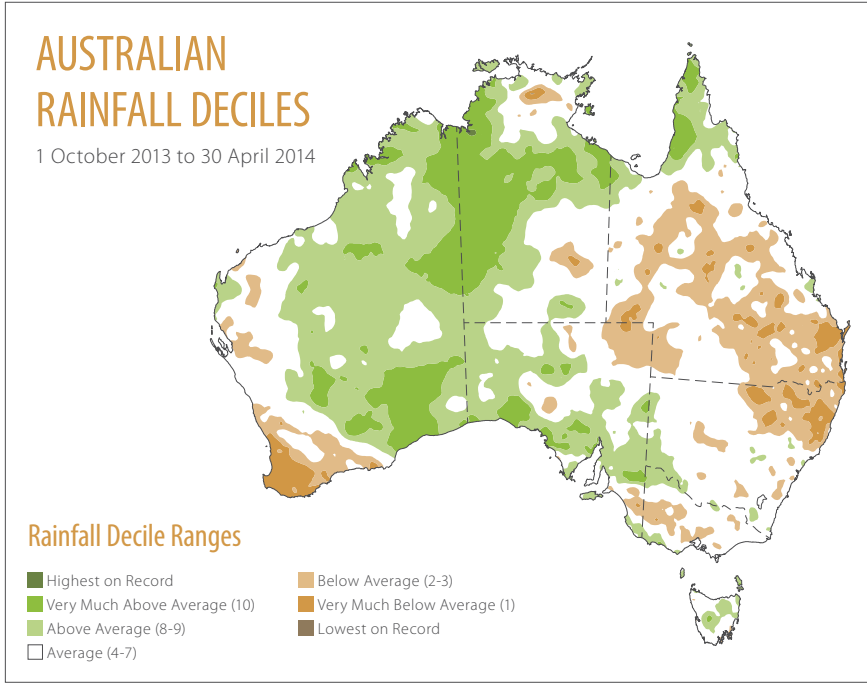 AUSTRALIAN
RAINFALL DECILES
1 October 2013 to 30 April 2014
Rainfall Decile Ranges
Highest on Record
Very Much Above Average (10)
Above Average (8-9)
Average (4-7)
Below Average (2-3)
Very Much Below Average (1)
Lowest on Record